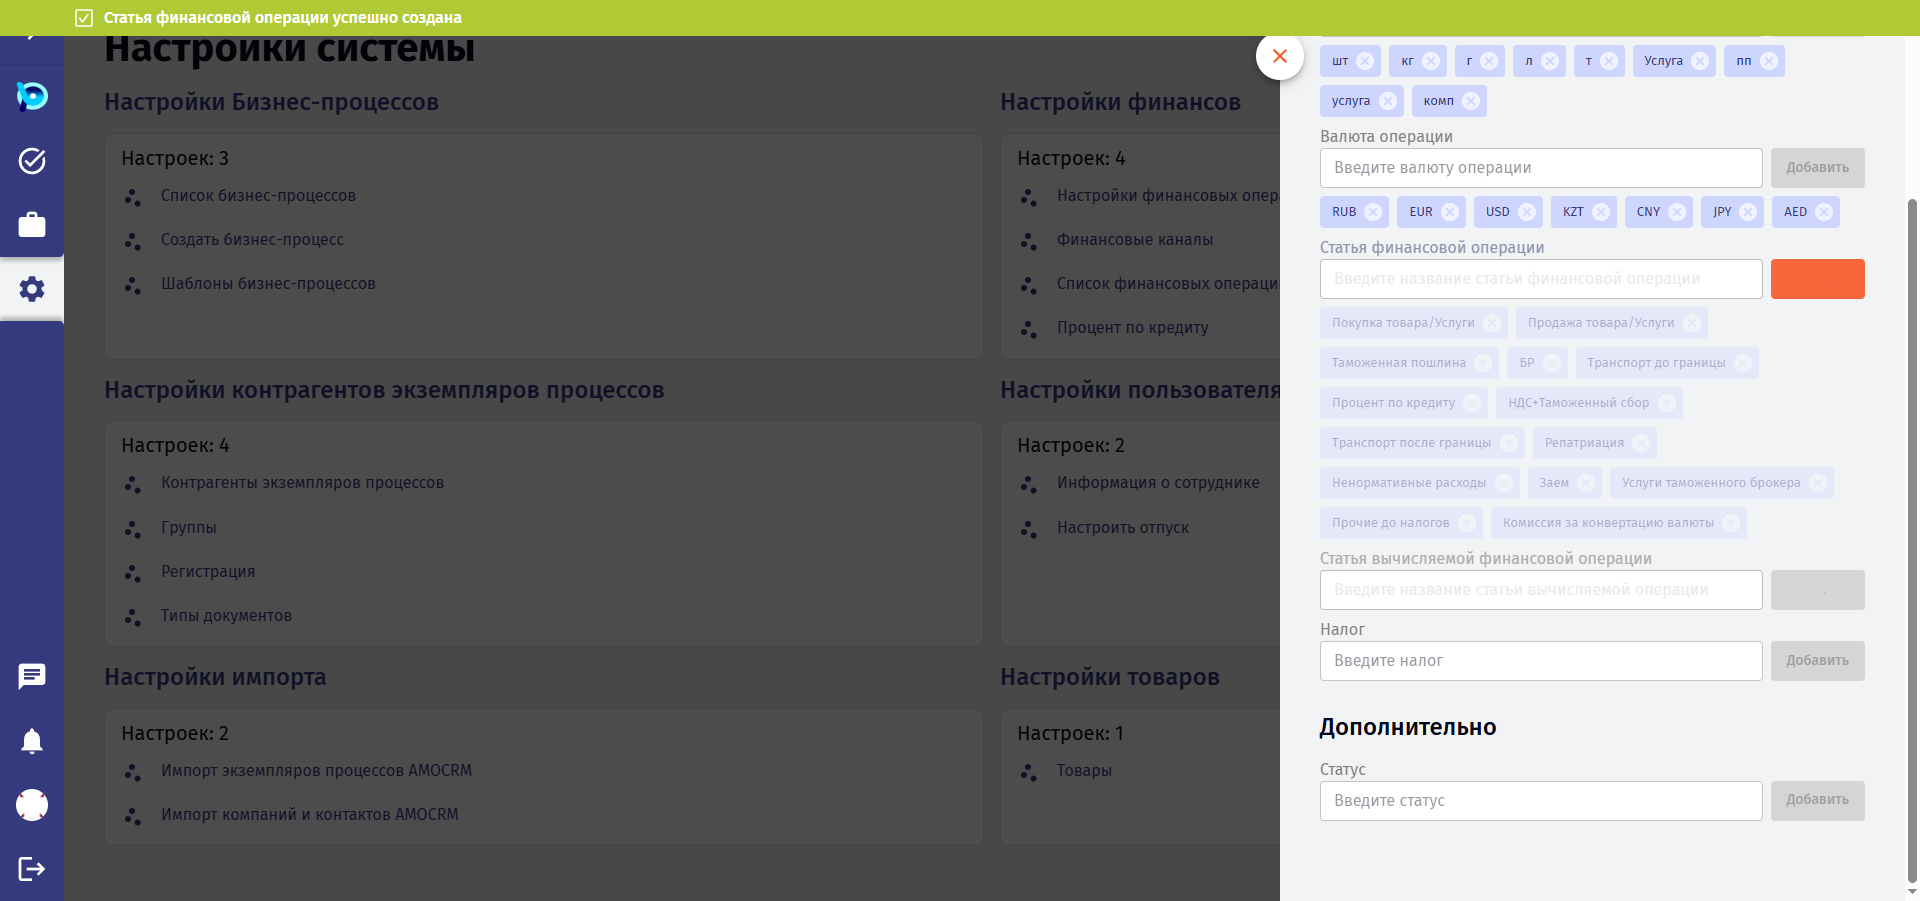 Статья финансовой операции успешно создана
Настройки системы
Настройки Бизнес-процессов
Настроек: 3
Список бизнес-процессов
Создать бизнес-процесс
Шаблоны бизнес-процессов
Настройки финансов
Настроек: 4
Настройки финансовых опер
Финансовые каналы
Список финансовых операци
Процент по кредиту
Настройки контрагентов экземпляров процессов
Настроек: 4
Контрагенты экземпляров процессов
Группы
Регистрация
Типы документов
Настройки пользователя
Настроек: 2
Информация о сотруднике
Настроить отпуск
Настройки импорта
Настроек: 2
Импорт экземпляров процессов AMOCRM
Импорт компаний и контактов AMOCRM
Настройки товаров
Настроек: 1
Товары
шт кг г л т Услуга пп
услуга комп
Валюта операции
Введите валюту операции Добавить
RUB EUR USD KZT CNY JPY AED
Статья финансовой операции
Введите название статьи финансовой операции
Покупка товара/Услуги Продажа товара/Услуги
Таможенная пошлина БР Транспорт до границы
Процент по кредиту НДС+Таможенный сбор
Транспорт после границы Репатриация
Ненормативные расходы Заем Услуги таможенного брокера
Прочие до налогов Комиссия за конвертацию валюты
Статья вычисляемой финансовой операции
Введите название статьи вычисляемой операции
Налог
Введите налог Добавить
Дополнительно
Статус
Введите статус Добавить